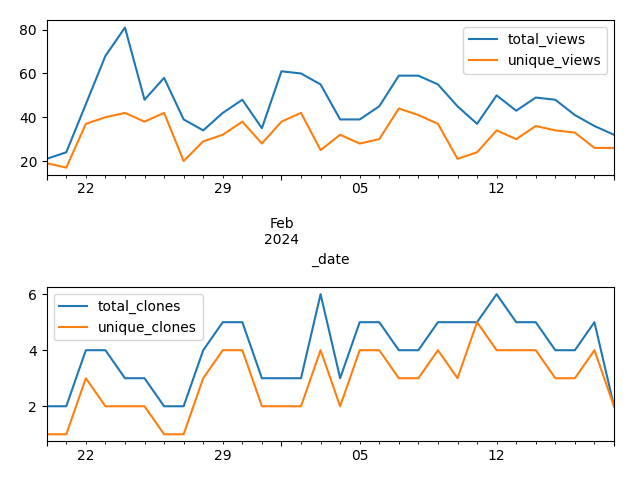 80
60
40
20
total_views
unique_views
22 29 05 12
Feb
2024
_date
6
4
2
total_clones
unique_clones
22 29 05 12